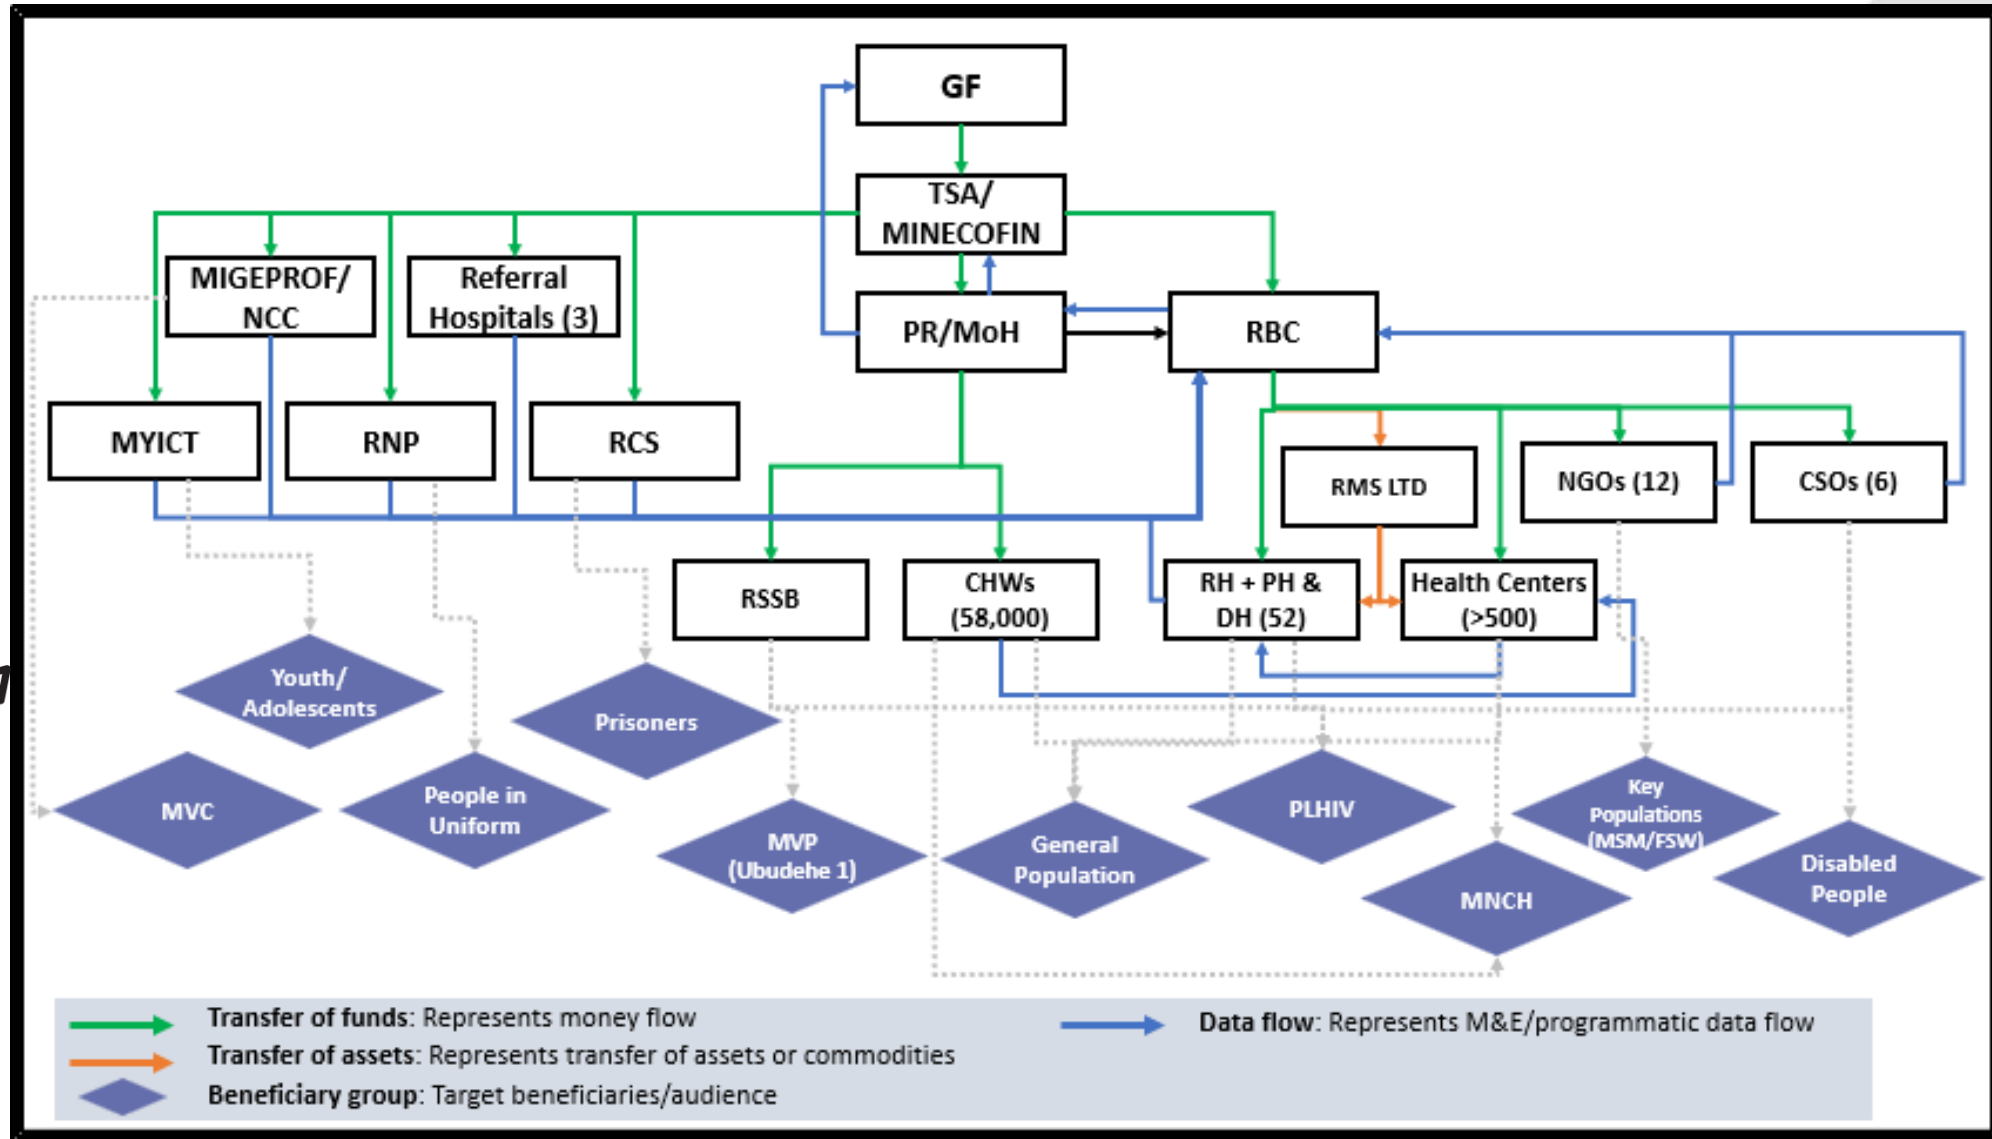 GF
TSA/
MINECOFIN
MIGEPROF/
NCC
Referral
Hospitals (3)
PR/MoH
RBC
MYICT
RNP
RCS
RMS LTD
NGOs (12)
CSOs (6)
RSSB
CHWs
(58,000)
RH + PH &
DH (52)
Health Centers
(>500)
Youth/
Adolescents
Prisoners
MVC
People in
Uniform
MVP
(Ubudehe 1)
General
Population
PLHIV
Key
Populations
(MSM/FSW)
MNCH
Disabled
People
Transfer of funds: Represents money flow
Data flow: Represents M&E/programmatic data flow
Transfer of assets: Represents transfer of assets or commodities
Beneficiary group: Target beneficiaries/audience